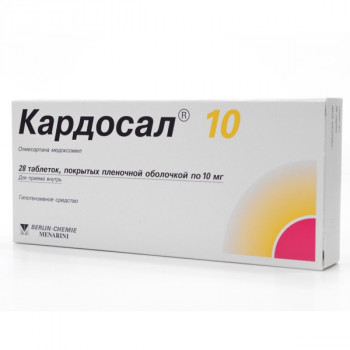 Кардосал® 10
Олмесартана медоксомил
28 таблеток, покрытых пленочной оболочкой по 10 мг
Для приема внутрь
Гипотензивное средство
BERLIN-CHEMIE
MENARINI